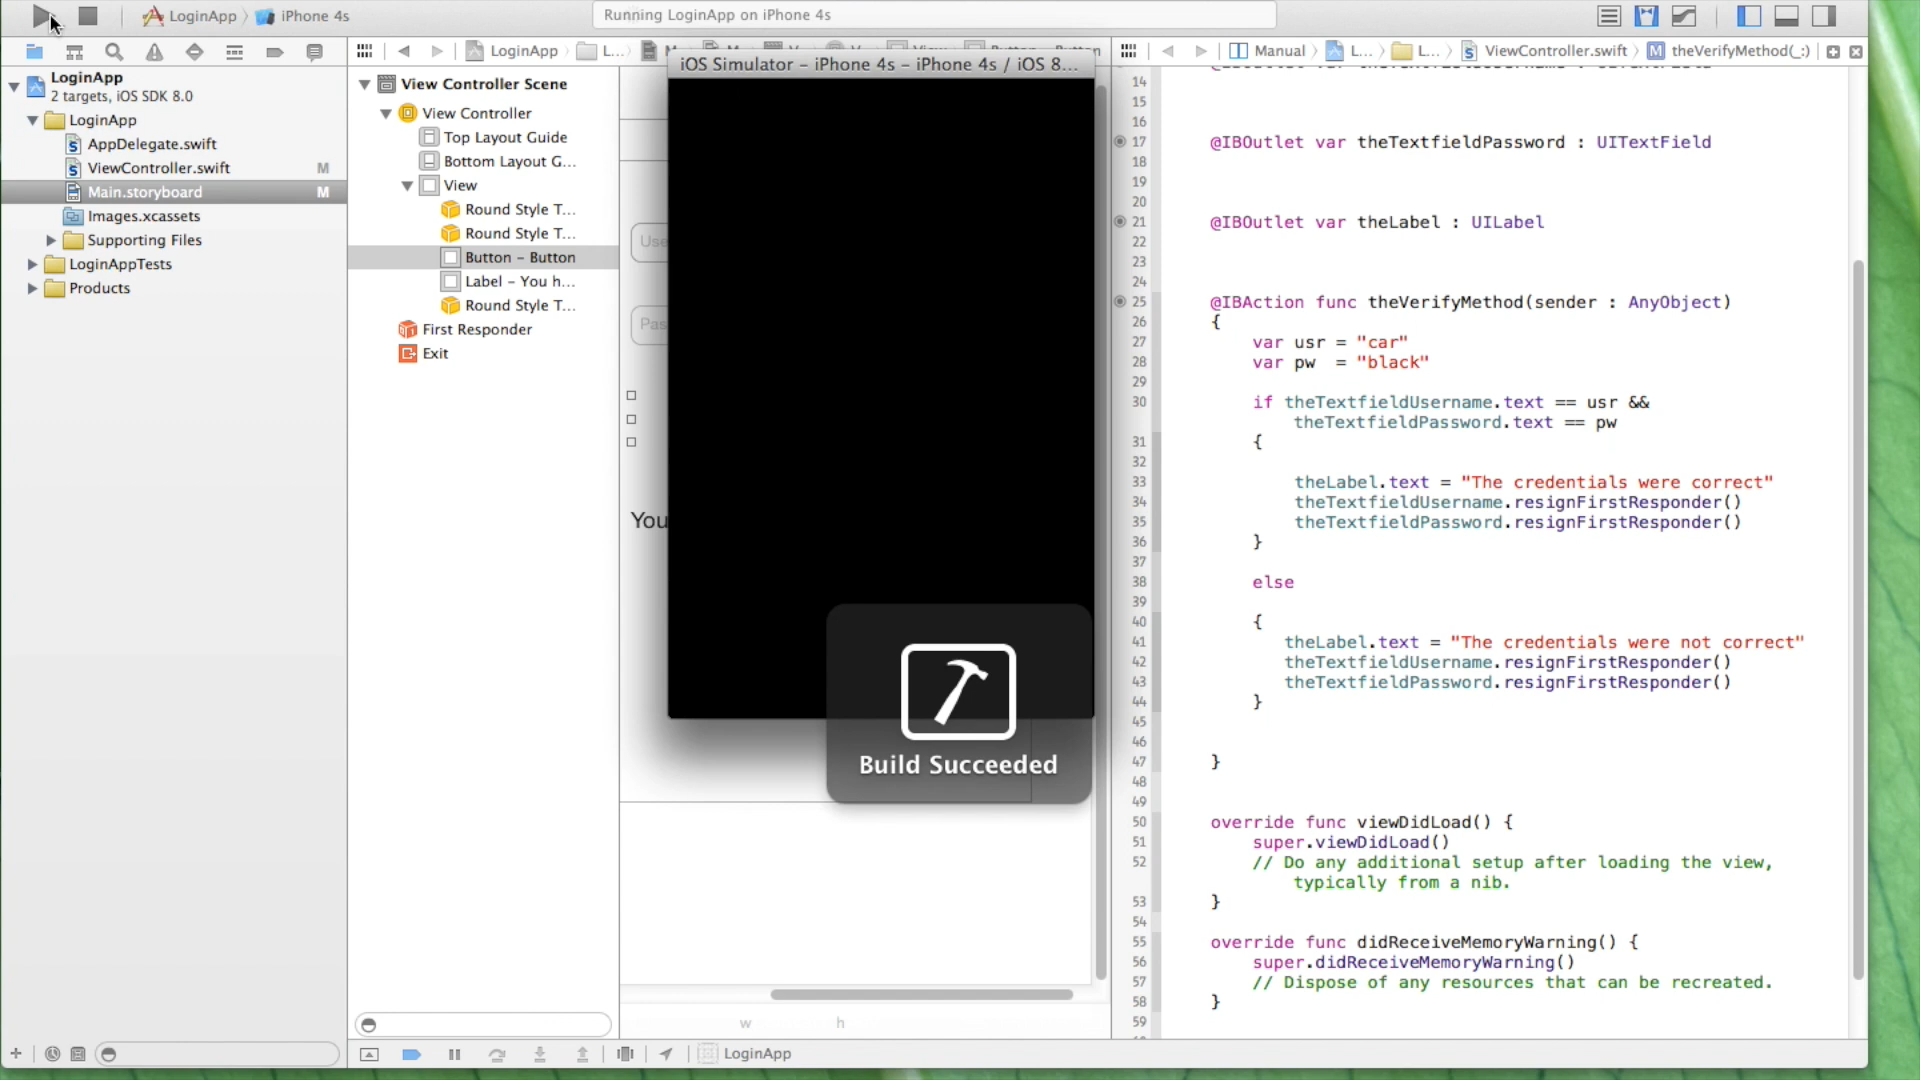 LoginApp
iPhone 4s
Running LoginApp on iPhone 4s
LoginApp
L...
Manual
L...
L...
ViewController.swift
theVerifyMethod(_:)
LoginApp
2 targets, iOS SDK 8.0
LoginApp
AppDelegate.swift
ViewController.swift M
Main.storyboard M
Images.xcassets
Supporting Files
LoginAppTests
Products
View Controller Scene
View Controller
Top Layout Guide
Bottom Layout G...
View
Round Style T...
Round Style T...
Button - Button
Label - You h...
Round Style T...
First Responder
Exit
Use
Pas
You
iOS Simulator - iPhone 4s - iPhone 4s / iOS 8...
Build Succeeded
w h
14
15
16
17 @IBOutlet var theTextfieldPassword : UITextField
18
19
20
21 @IBOutlet var theLabel : UILabel
22
23
24
25 @IBAction func theVerifyMethod(sender : AnyObject)
26 {
27 var usr = "car"
28 var pw  = "black"
29
30 if theTextfieldUsername.text == usr &&
theTextfieldPassword.text == pw
31 {
32
33 theLabel.text = "The credentials were correct"
34 theTextfieldUsername.resignFirstResponder()
35 theTextfieldPassword.resignFirstResponder()
36 }
37
38 else
39
40 {
41 theLabel.text = "The credentials were not correct"
42 theTextfieldUsername.resignFirstResponder()
43 theTextfieldPassword.resignFirstResponder()
44 }
45
46
47 }
48
49
50 override func viewDidLoad() {
51 super.viewDidLoad()
52 // Do any additional setup after loading the view,
typically from a nib.
53 }
54
55 override func didReceiveMemoryWarning() {
56 super.didReceiveMemoryWarning()
57 // Dispose of any resources that can be recreated.
58 }
59
LoginApp